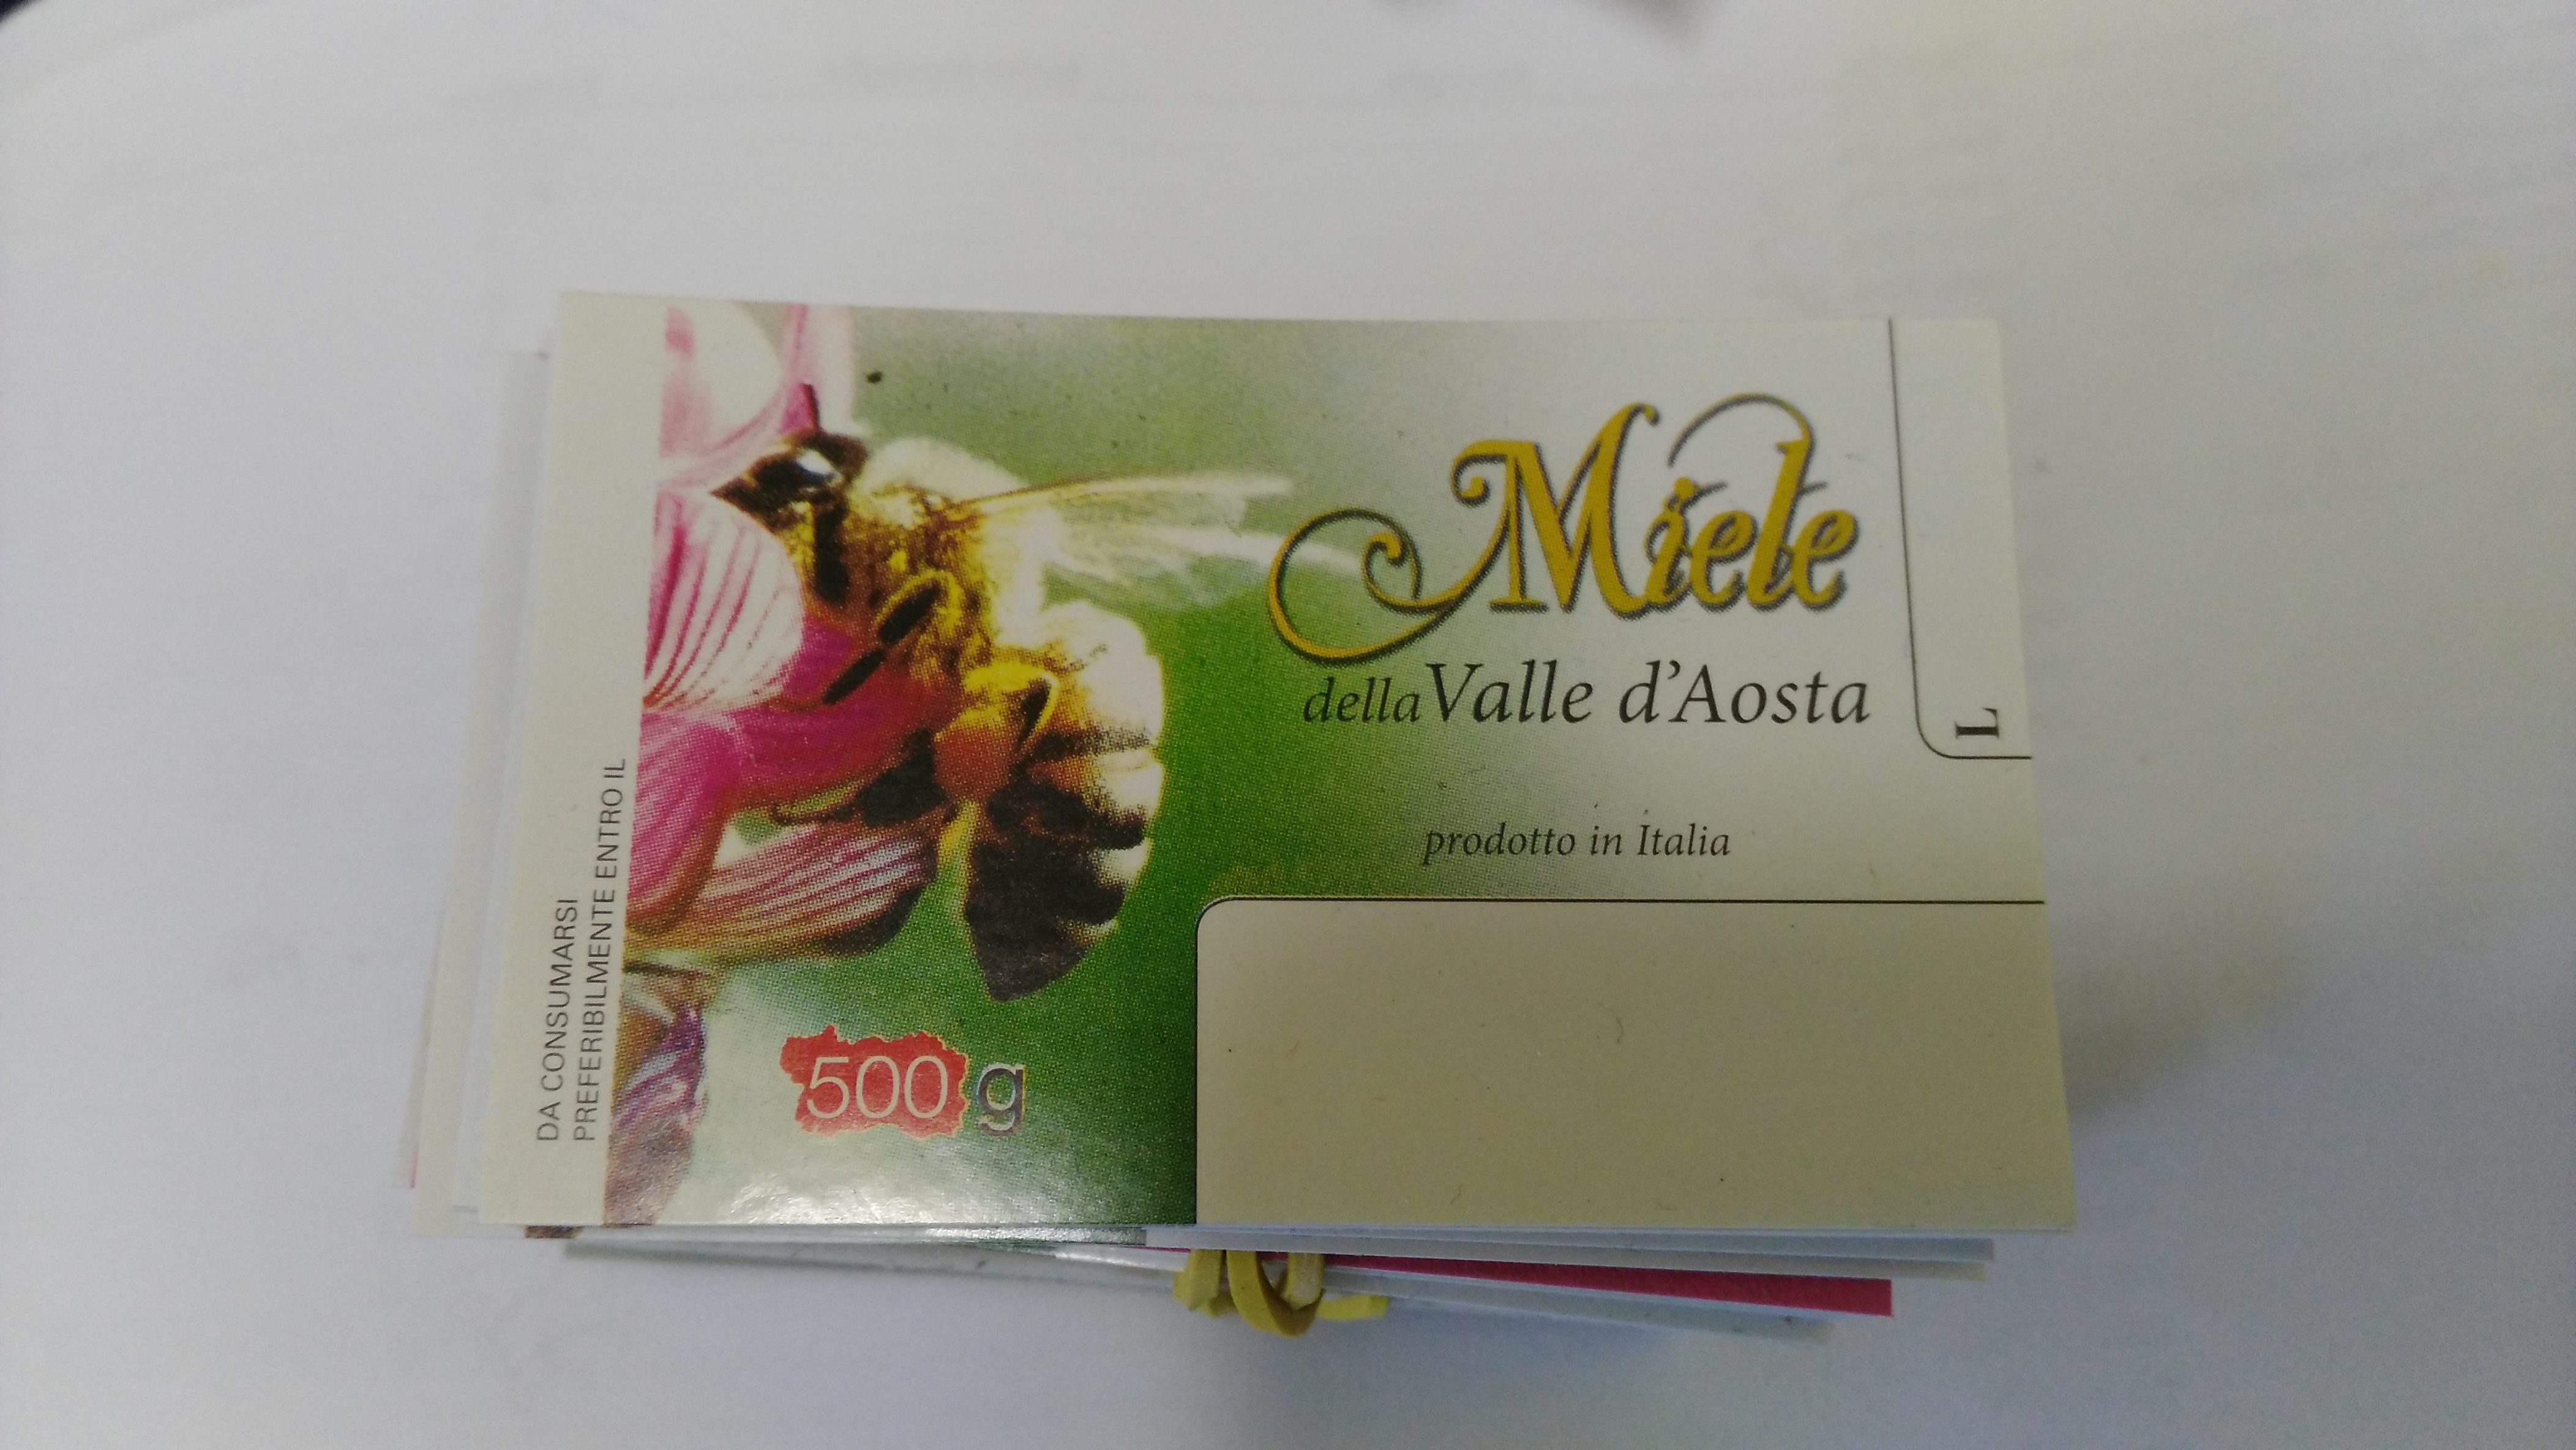 Miele
della Valle d'Aosta
prodotto in Italia
L
500 g
DA CONSUMARSI
PREFERIBILMENTE ENTRO IL